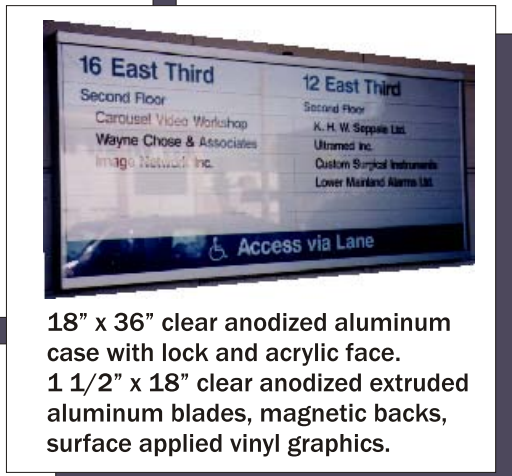 16 East Third
Second Floor
Carousel Video Workshop
Wayne Chose & Associates
Image Network Inc.
12 East Third
Second Floor
K. H. W. Seppala Ltd.
Ultramed Inc.
Custom Surgical Instruments
Lower Mainland Alarms Ltd.
Access via Lane
18” x 36” clear anodized aluminum
case with lock and acrylic face.
1 1/2” x 18” clear anodized extruded
aluminum blades, magnetic backs,
surface applied vinyl graphics.